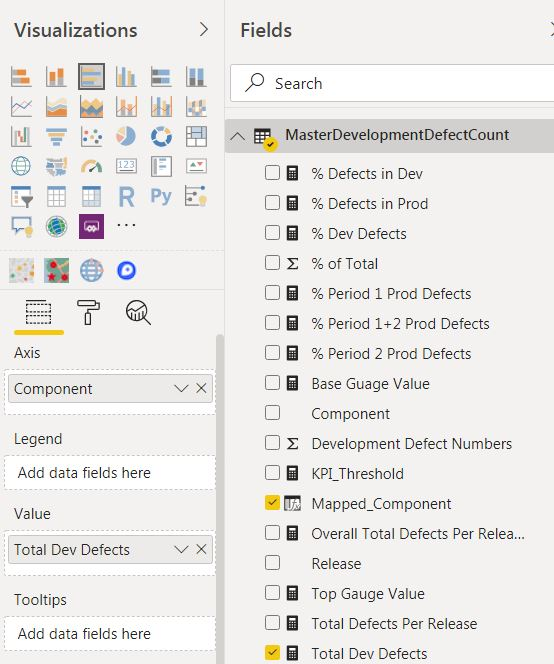 Visualizations
Fields
Search
MasterDevelopmentDefectCount
% Defects in Dev
% Defects in Prod
% Dev Defects
% of Total
% Period 1 Prod Defects
% Period 1+2 Prod Defects
% Period 2 Prod Defects
Base Guage Value
Component
Development Defect Numbers
KPI_Threshold
Mapped_Component
Overall Total Defects Per Relea...
Release
Top Gauge Value
Total Defects Per Release
Total Dev Defects
123
R
Py
Axis
Component
Legend
Add data fields here
Value
Total Dev Defects
Tooltips
Add data fields here